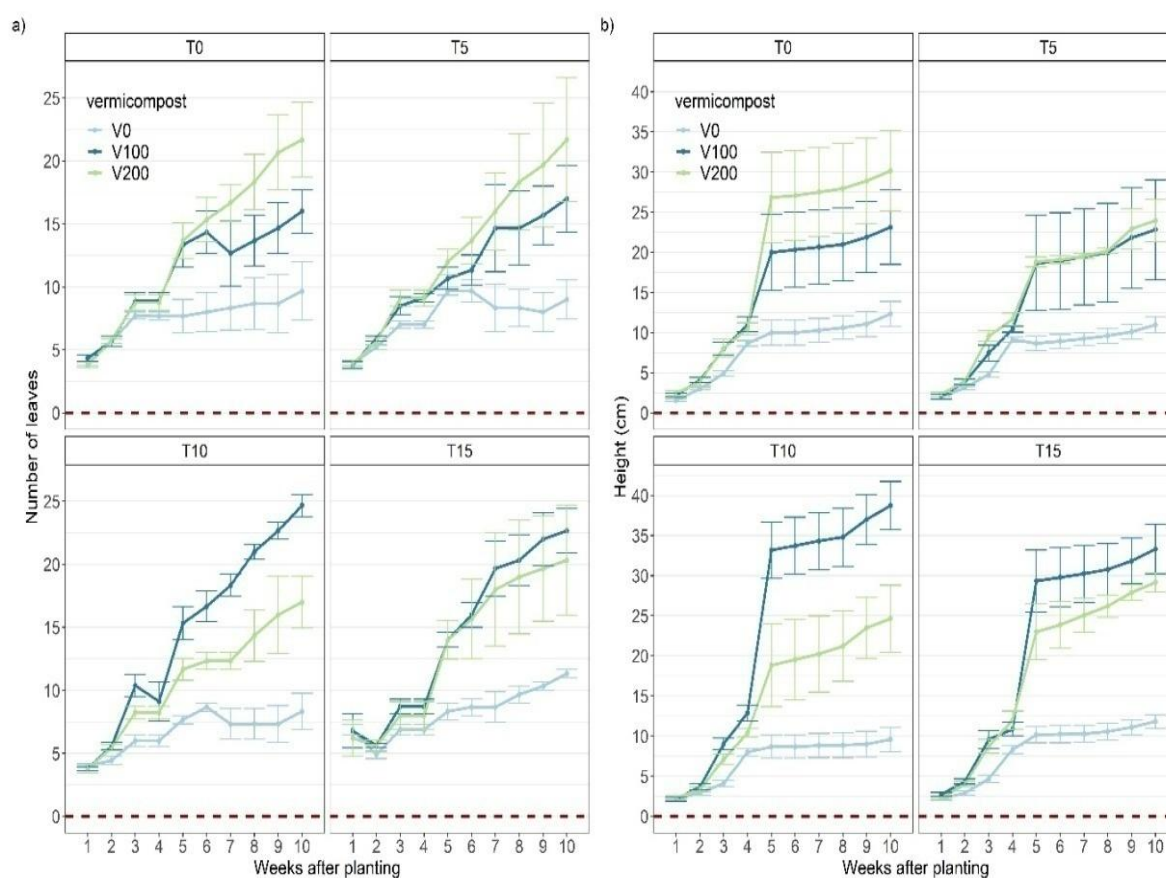 a)
T0
T5
vermicompost
V0
V100
V200
25
20
15
10
5
0
T10
T15
25
20
15
10
5
0
Number of leaves
1 2 3 4 5 6 7 8 9 10
1 2 3 4 5 6 7 8 9 10
Weeks after planting
b)
T0
T5
vermicompost
V0
V100
V200
40
35
30
25
20
15
10
5
0
T10
T15
40
35
30
25
20
15
10
5
0
Height (cm)
1 2 3 4 5 6 7 8 9 10
1 2 3 4 5 6 7 8 9 10
Weeks after planting